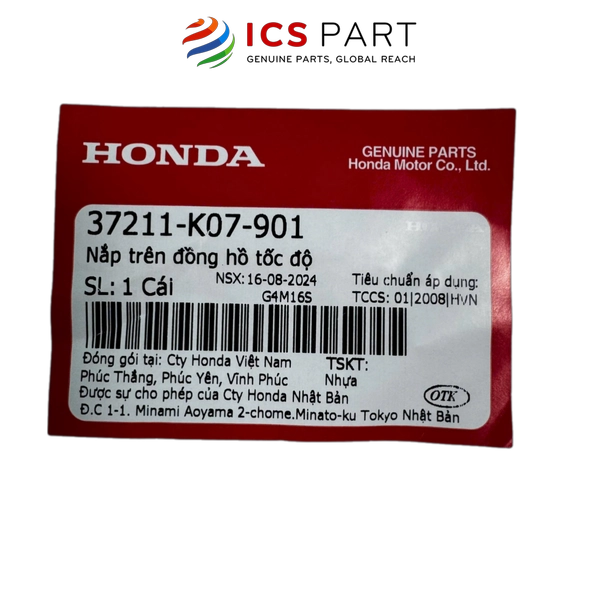 ICS PART
GENUINE PARTS, GLOBAL REACH
HONDA
GENUINE PARTS
Honda Motor Co., Ltd.
ICS PART
37211-K07-901
Nắp trên đồng hồ tốc độ
SL: 1 Cái
NSX: 16-08-2024
G4M16S
Tiêu chuẩn áp dụng:
TCCS: 01|2008|HVN
Đóng gói tại: Cty Honda Việt Nam
Phúc Thắng, Phúc Yên, Vĩnh Phúc
TSKT:
Nhựa
Được sự cho phép của Cty Honda Nhật Bản
Đ.C 1-1. Minami Aoyama 2-chome.Minato-ku Tokyo Nhật Bản
OTK